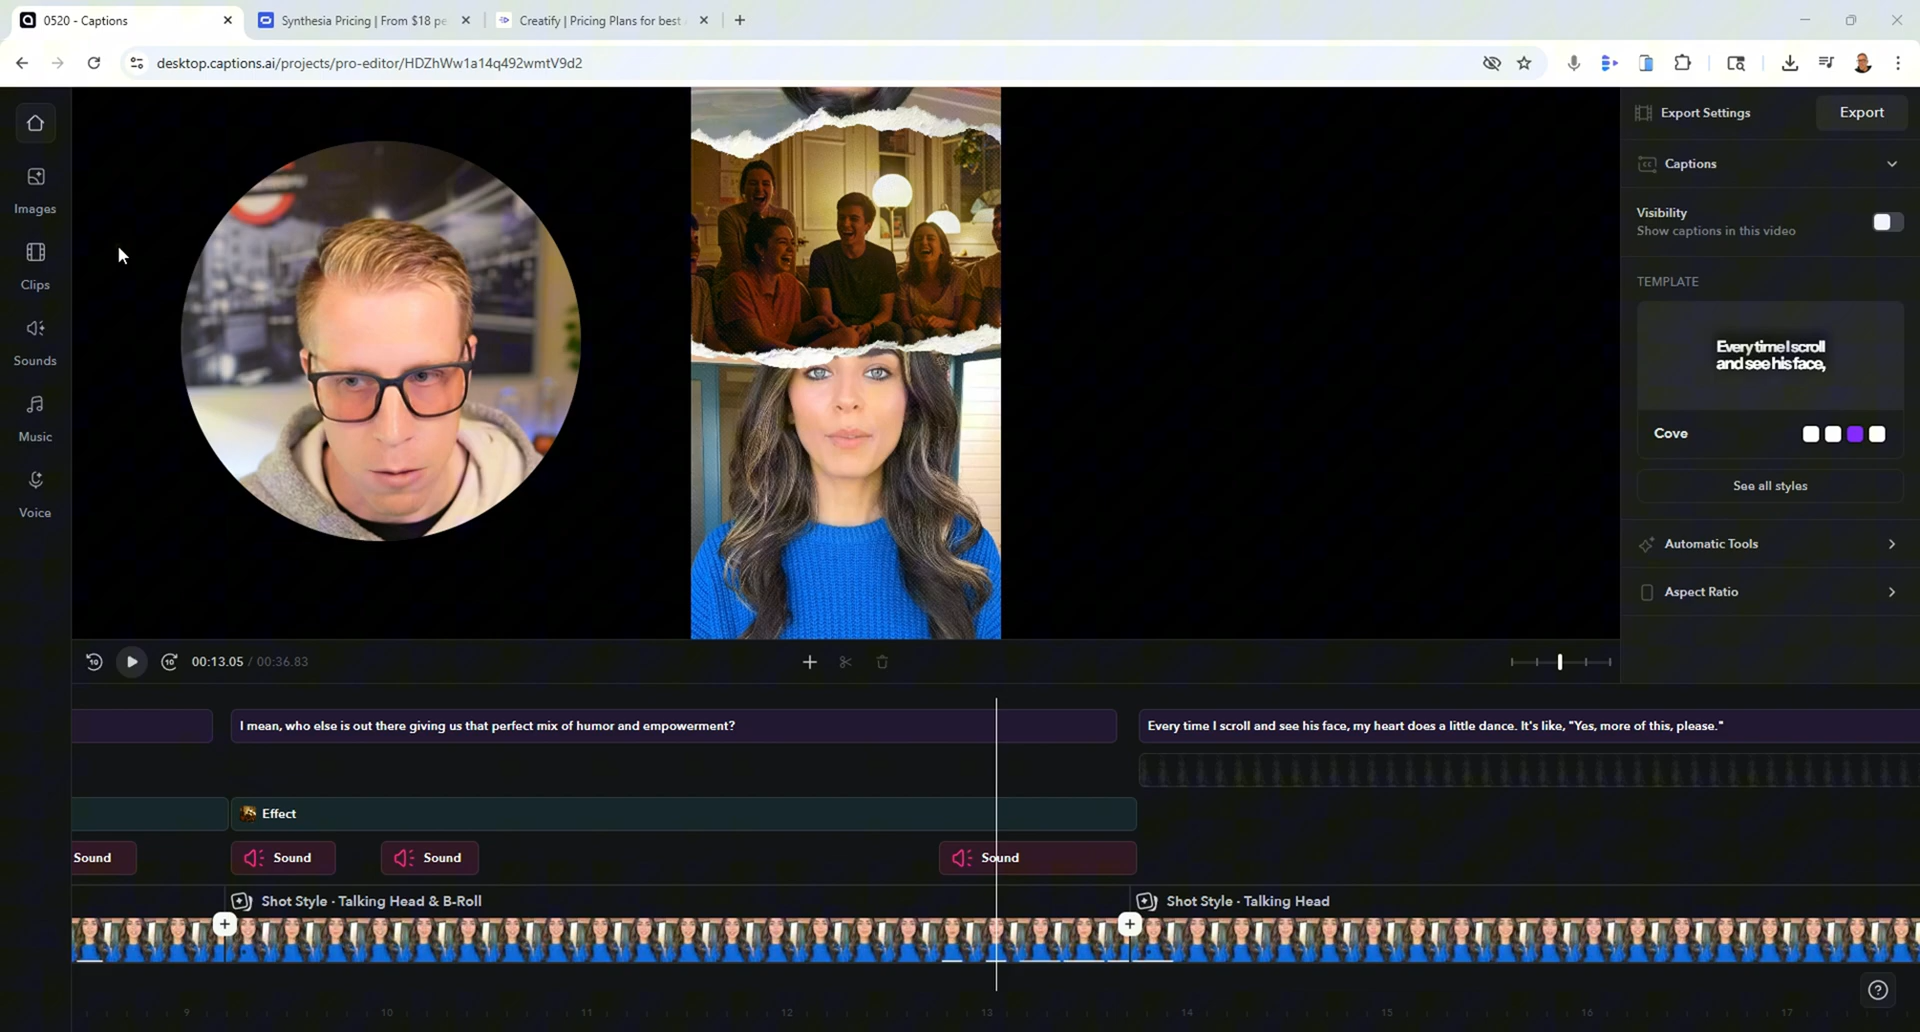 0520 - Captions
Synthesia Pricing | From $18 pe
Creatify | Pricing Plans for best
desktop.captions.ai/projects/pro-editor/HDZhWw1a14q492wmtV9d2
Images
Clips
Sounds
Music
Voice
Export Settings
Export
Captions
Visibility
Show captions in this video
TEMPLATE
Every time I scroll
and see his face,
Cove
See all styles
Automatic Tools
Aspect Ratio
10
10
00:13.05 / 00:36.83
I mean, who else is out there giving us that perfect mix of humor and empowerment?
Every time I scroll and see his face, my heart does a little dance. It's like, "Yes, more of this, please."
Effect
Sound
Sound
Sound
Sound
Shot Style · Talking Head & B-Roll
Shot Style · Talking Head
9
10
11
12
13
14
15
16
17